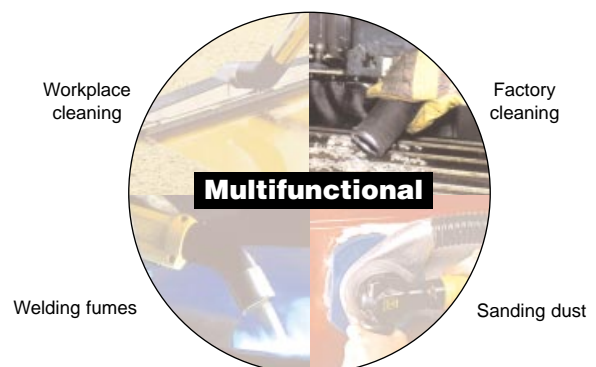 Workplace
cleaning
Factory
cleaning
Multifunctional
Welding fumes
Sanding dust